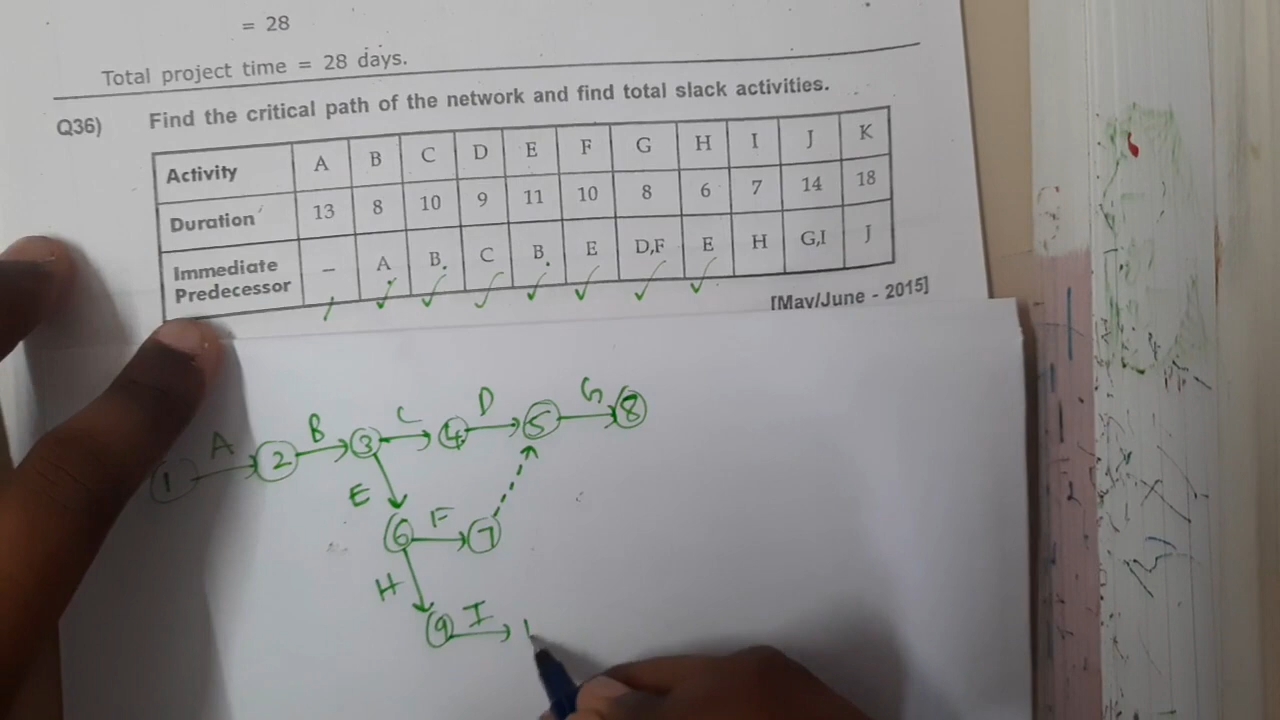 = 28
Total project time = 28 days.
Q36) Find the critical path of the network and find total slack activities.
Activity A B C D E F G H I J K
Duration 13 8 10 9 11 10 8 6 7 14 18
Immediate Predecessor – A B C B E D,F E H G,I J
[May/June - 2015]
1 A 2 B 3 C 4 D 5 G 8
E
6 F 7
H
9 I